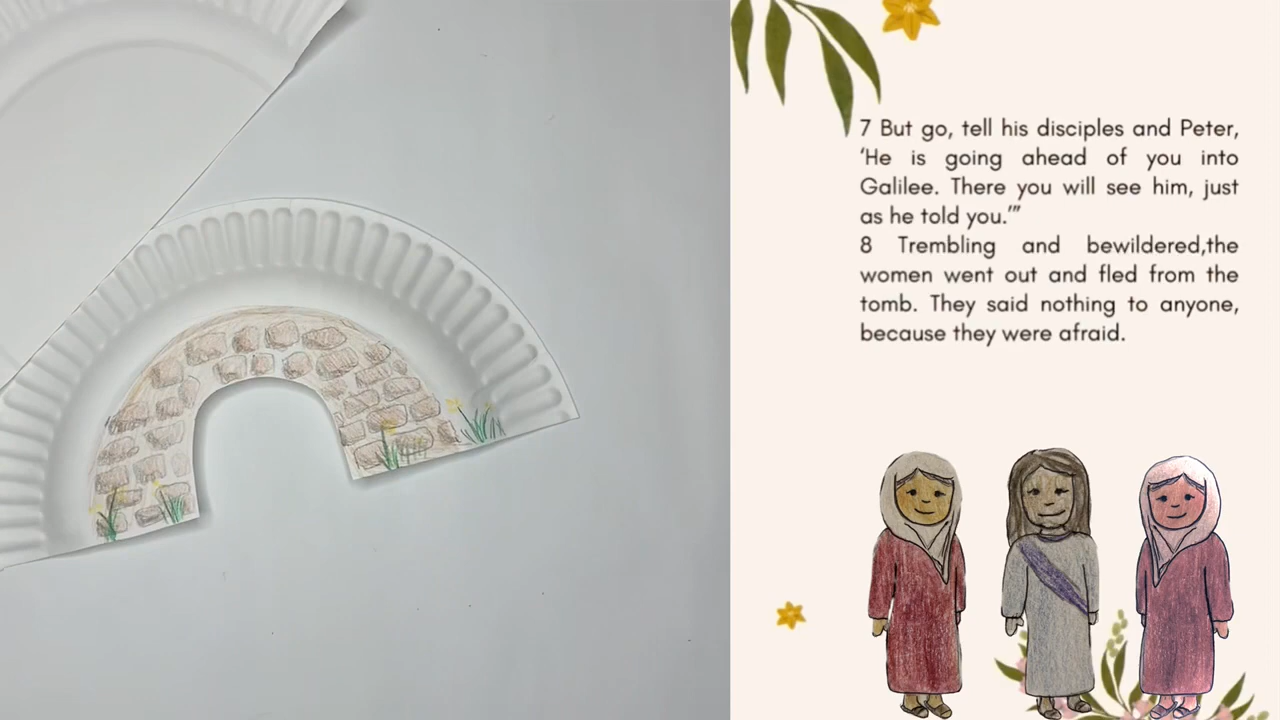 7 But go, tell his disciples and Peter,
‘He is going ahead of you into
Galilee. There you will see him, just
as he told you.’”
8 Trembling and bewildered,the
women went out and fled from the
tomb. They said nothing to anyone,
because they were afraid.